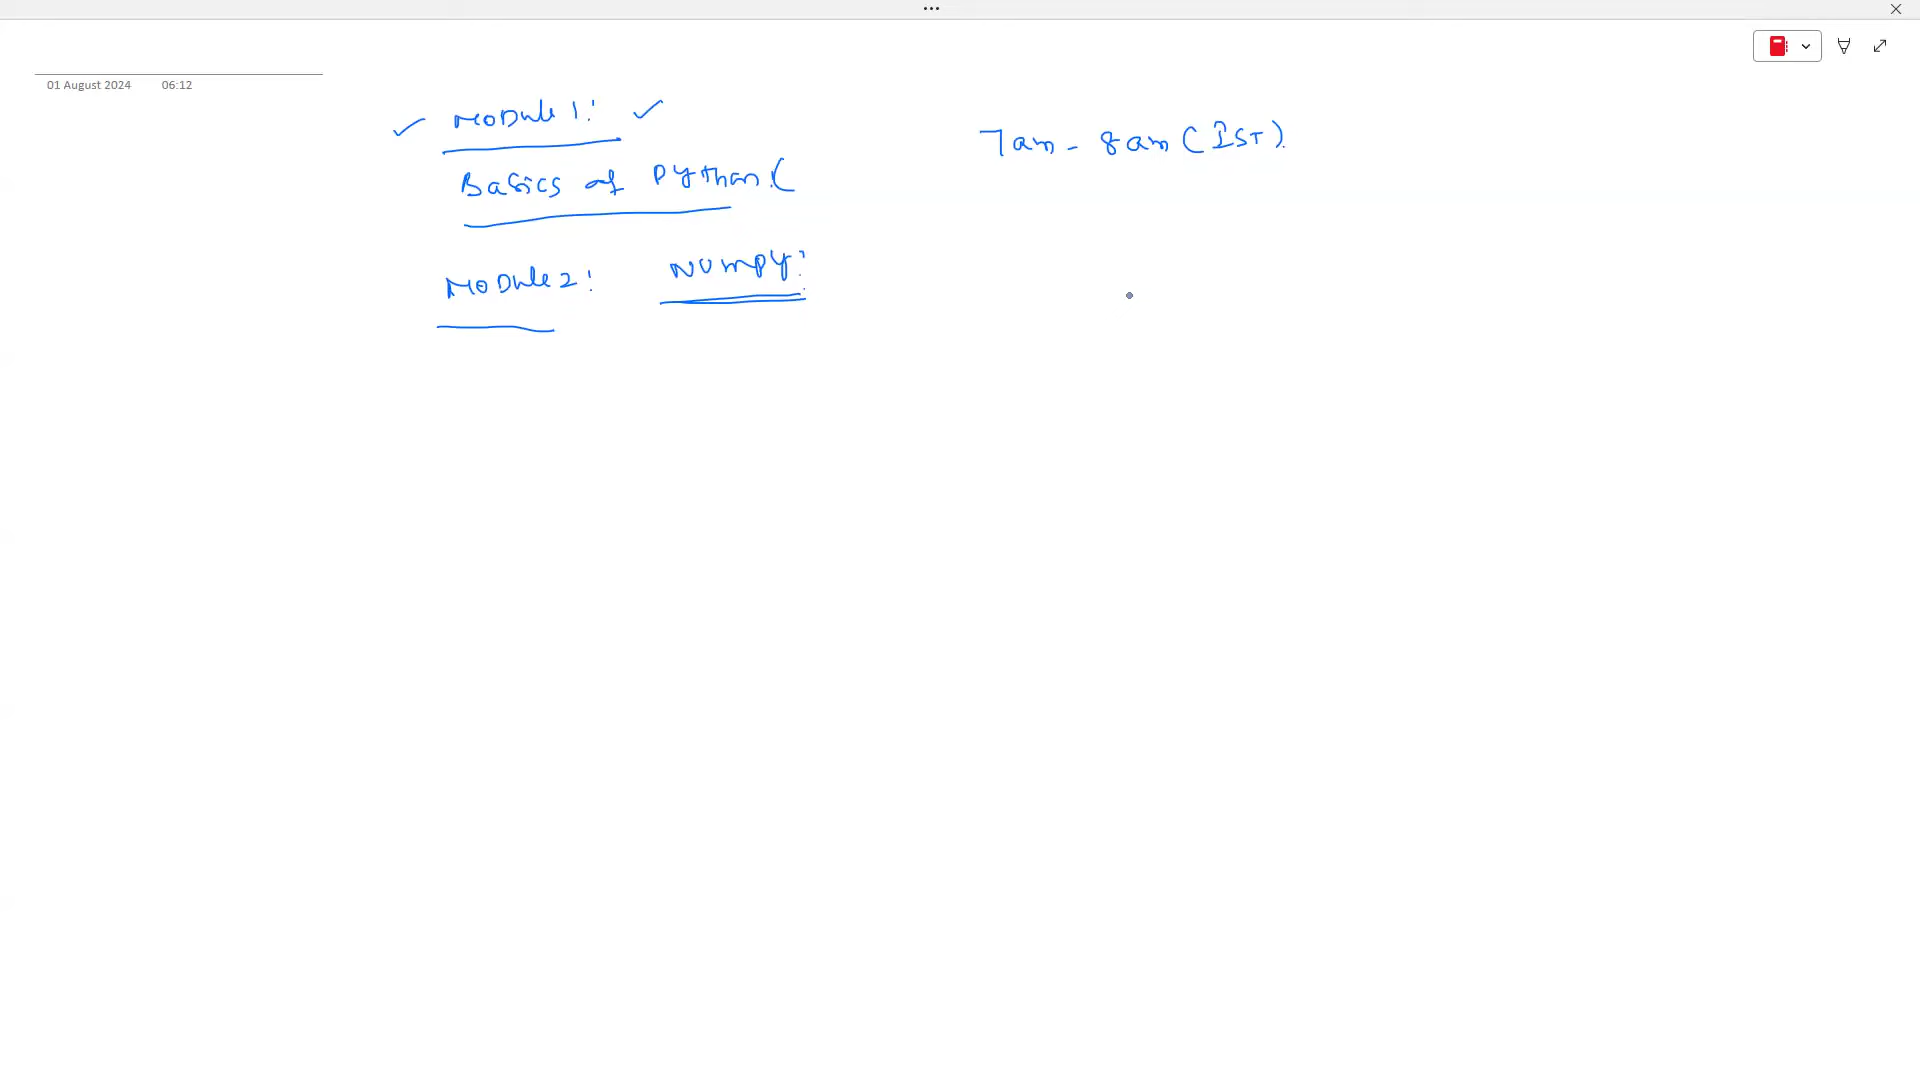 01 August 2024 06:12
Module 1:
Basics of Python (
Module 2: Numpy:
7am - 8am (IST).